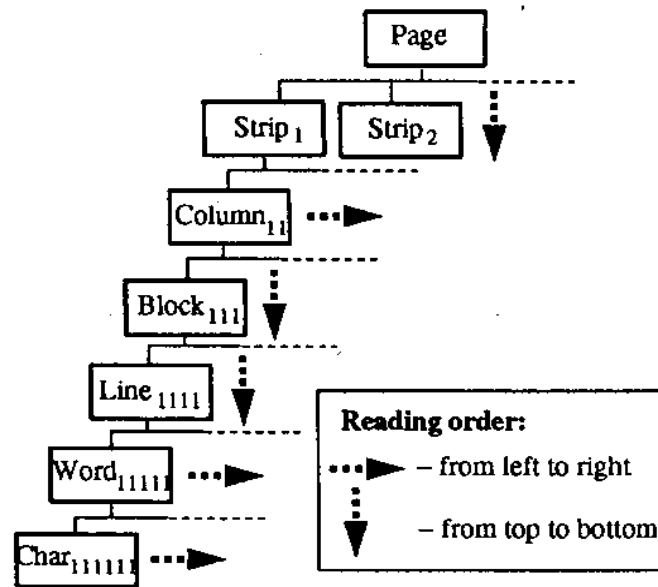 Page
Strip₁ Strip₂
Column₁₁
Block₁₁₁
Line₁₁₁₁
Word₁₁₁₁₁
Char₁₁₁₁₁₁
Reading order:
– from left to right
– from top to bottom